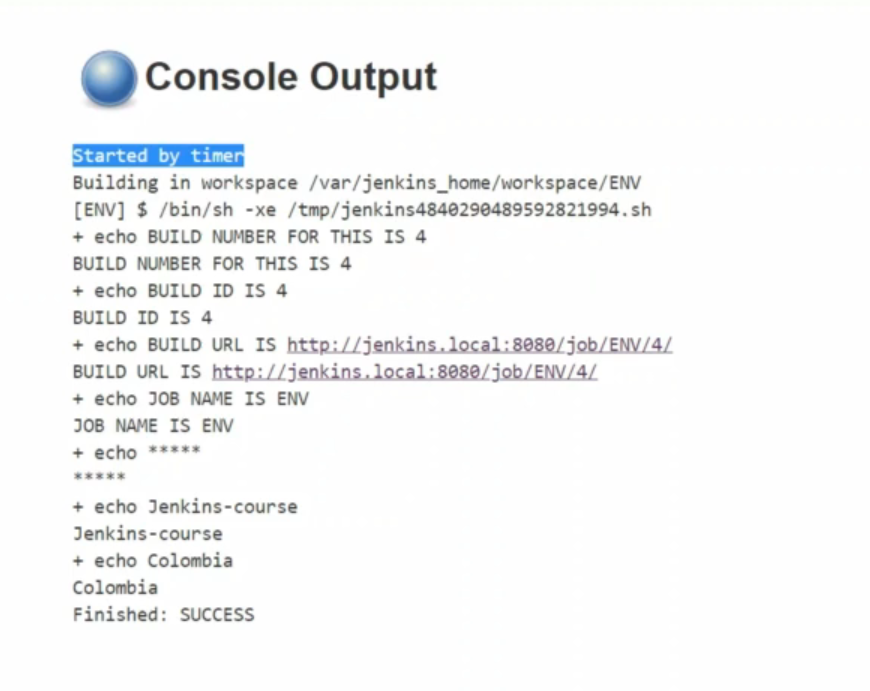 Console Output
Started by timer
Building in workspace /var/jenkins_home/workspace/ENV
[ENV] $ /bin/sh -xe /tmp/jenkins4840290489592821994.sh
+ echo BUILD NUMBER FOR THIS IS 4
BUILD NUMBER FOR THIS IS 4
+ echo BUILD ID IS 4
BUILD ID IS 4
+ echo BUILD URL IS http://jenkins.local:8080/job/ENV/4/
BUILD URL IS http://jenkins.local:8080/job/ENV/4/
+ echo JOB NAME IS ENV
JOB NAME IS ENV
+ echo *****
*****
+ echo Jenkins-course
Jenkins-course
+ echo Colombia
Colombia
Finished: SUCCESS